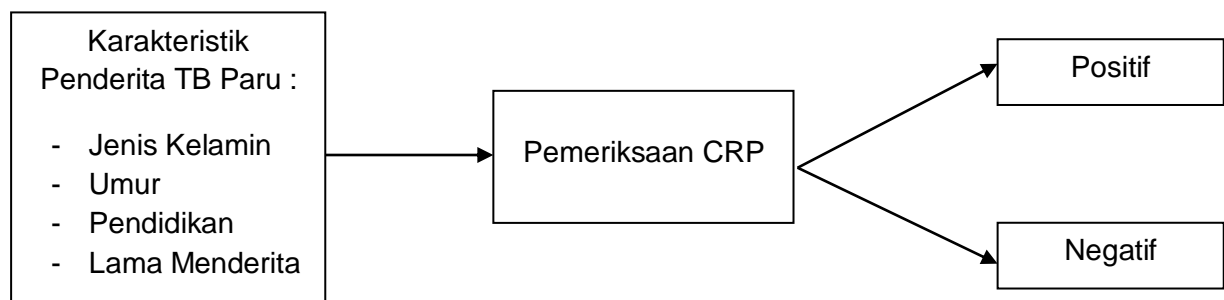 Karakteristik
Penderita TB Paru :
- Jenis Kelamin
- Umur
- Pendidikan
- Lama Menderita
Pemeriksaan CRP
Positif
Negatif